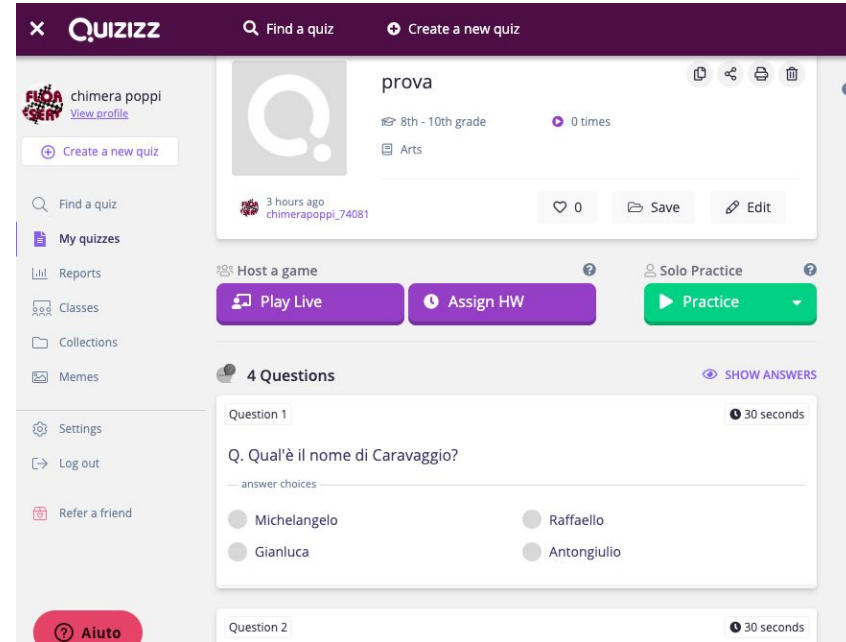 × QUIZIZZ
Find a quiz
Create a new quiz
FLOA
SERY
chimera poppi
View profile
Create a new quiz
Find a quiz
My quizzes
Reports
Classes
Collections
Memes
Settings
Log out
Refer a friend
? Aiuto
prova
8th - 10th grade
0 times
Arts
3 hours ago
chimerapoppi_74081
0
Save
Edit
Host a game
?
Play Live
Assign HW
Solo Practice
?
Practice
4 Questions
SHOW ANSWERS
Question 1
30 seconds
Q. Qual'è il nome di Caravaggio?
answer choices
Michelangelo
Raffaello
Gianluca
Antongiulio
Question 2
30 seconds